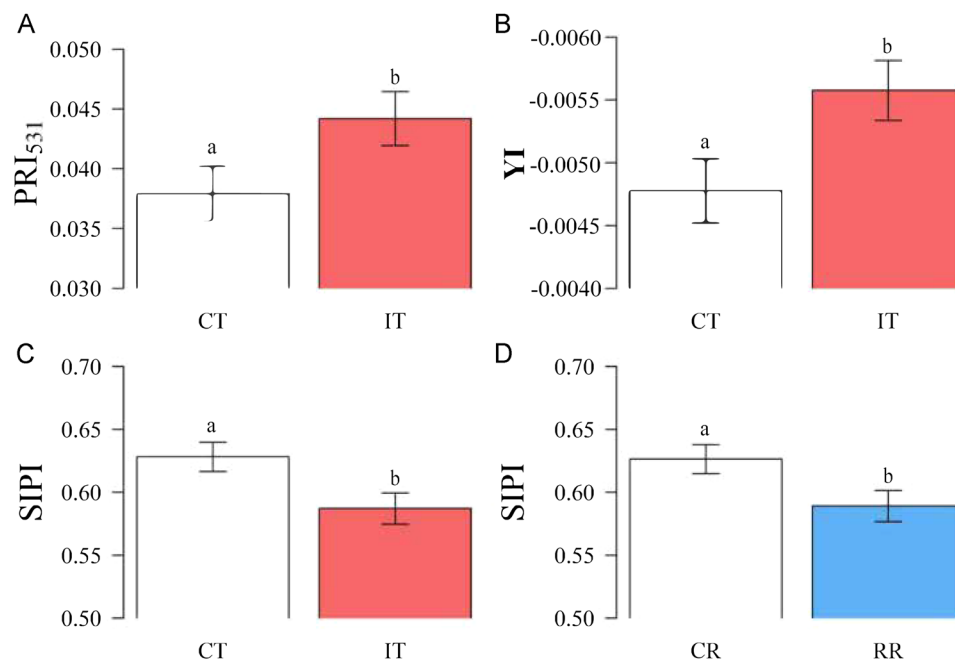 A
PRI531
0.050
0.045
0.040
0.035
0.030
a
b
CT
IT
B
YI
-0.0060
-0.0055
-0.0050
-0.0045
-0.0040
a
b
CT
IT
C
SIPI
0.70
0.65
0.60
0.55
0.50
a
b
CT
IT
D
SIPI
0.70
0.65
0.60
0.55
0.50
a
b
CR
RR